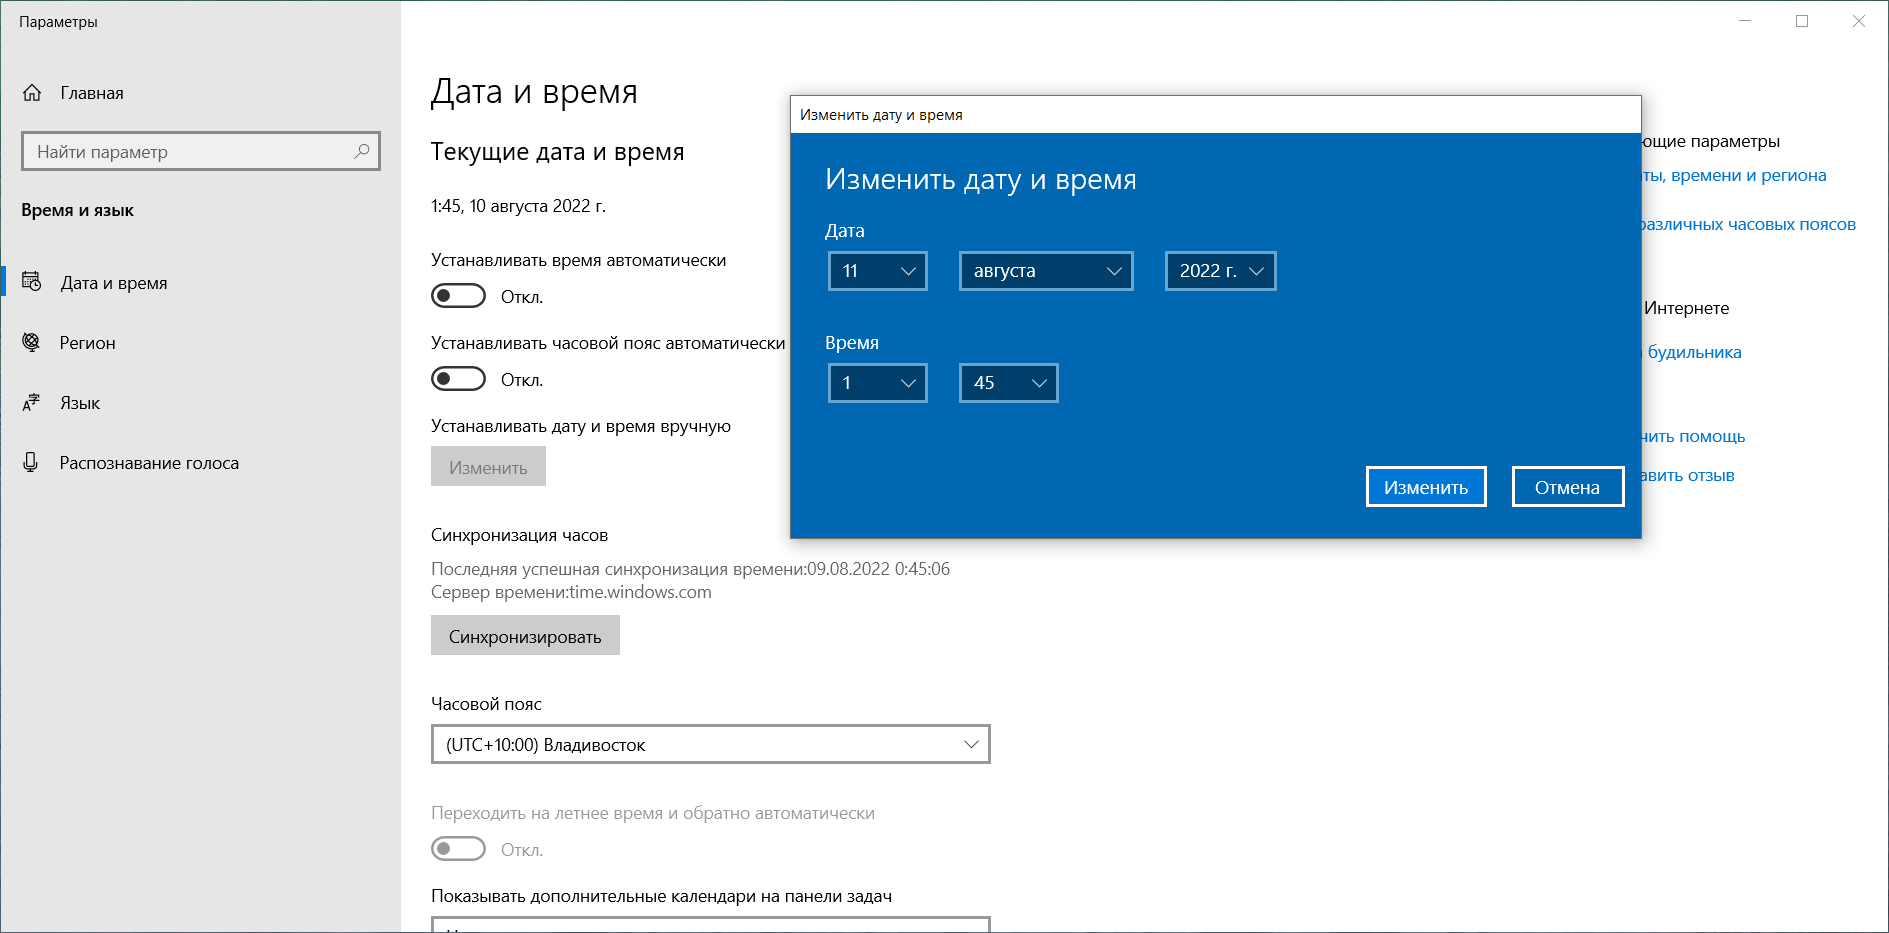 Параметры
Главная
Найти параметр
Время и язык
Дата и время
Регион
Язык
Распознавание голоса
Дата и время
Текущие дата и время
1:45, 10 августа 2022 г.
Устанавливать время автоматически
Откл.
Устанавливать часовой пояс автоматически
Откл.
Устанавливать дату и время вручную
Изменить
Синхронизация часов
Последняя успешная синхронизация времени:09.08.2022 0:45:06
Сервер времени:time.windows.com
Синхронизировать
Часовой пояс
(UTC+10:00) Владивосток
Переходить на летнее время и обратно автоматически
Откл.
Показывать дополнительные календари на панели задач
Изменить дату и время
Изменить дату и время
Дата
11 августа 2022 г.
Время
1 45
Изменить Отмена
ющие параметры
ты, времени и региона
различных часовых поясов
Интернете
будильника
чить помощь
авить отзыв